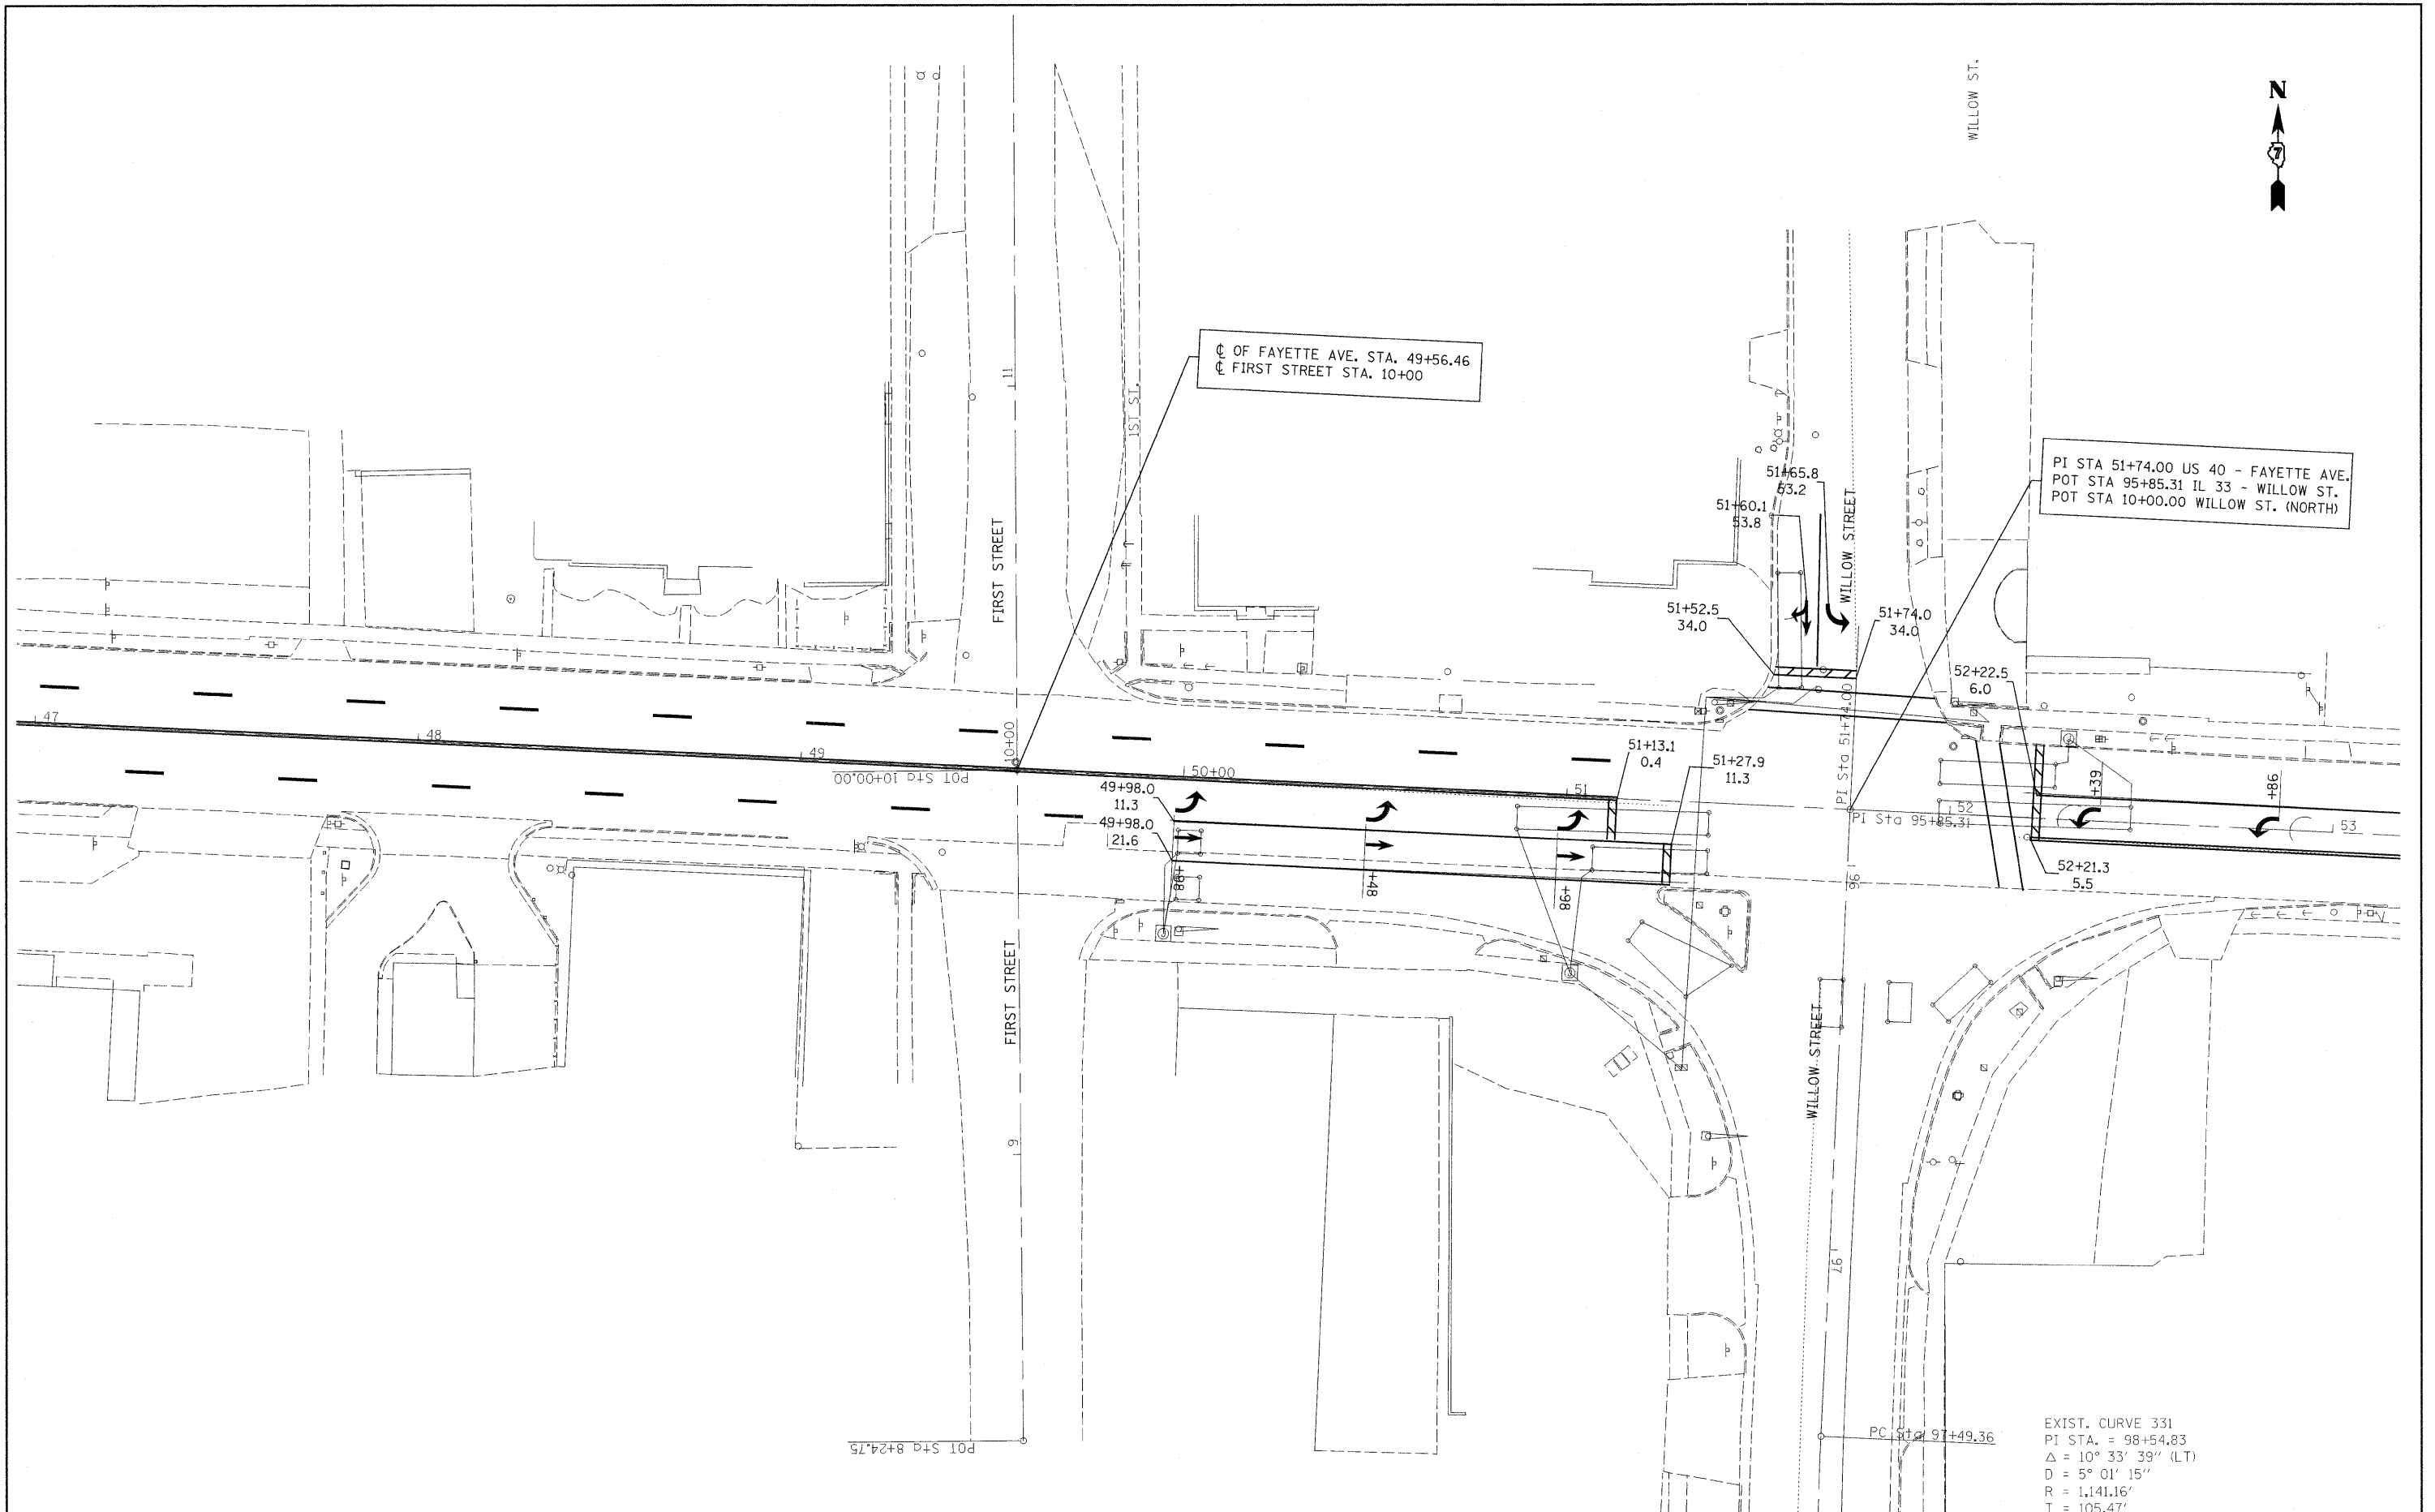 WILLOW ST.
N
7
℄ OF FAYETTE AVE. STA. 49+56.46
℄ FIRST STREET STA. 10+00
11
1ST ST.
FIRST STREET
PI STA 51+74.00 US 40 - FAYETTE AVE.
POT STA 95+85.31 IL 33 - WILLOW ST.
POT STA 10+00.00 WILLOW ST. (NORTH)
51+65.8
53.2
51+60.1
53.8
WILLOW STREET
51+52.5
34.0
51+74.0
34.0
52+22.5
6.0
47
48
49
10+00
POT Sta 10+00.00
50+00
51
51+13.1
0.4
51+27.9
11.3
PI Sta 51+74.00
PI Sta 95+85.31
52
+39
+86
53
49+98.0
11.3
49+98.0
21.6
+98
+48
+98
96
52+21.3
5.5
FIRST STREET
WILLOW STREET
9
97
POT Sta 8+24.75
PC Sta 97+49.36
EXIST. CURVE 331
PI STA. = 98+54.83
Δ = 10° 33' 39" (LT)
D = 5° 01' 15"
R = 1,141.16'
T = 105.47'